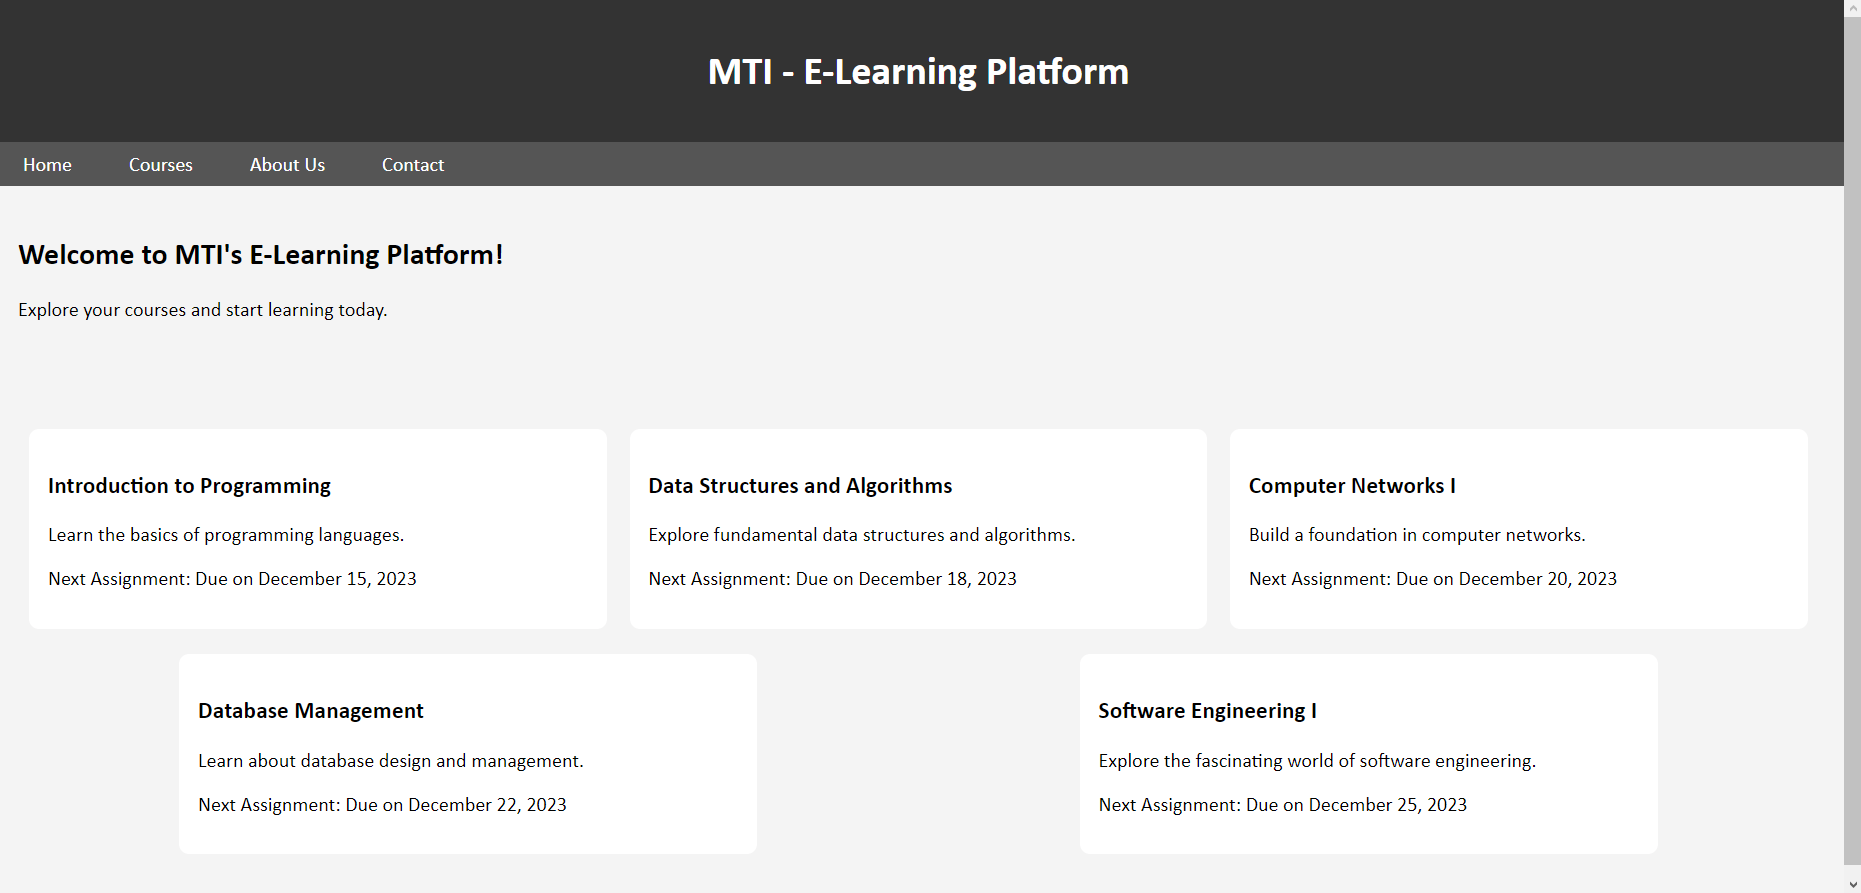 MTI - E-Learning Platform
Home Courses About Us Contact
Welcome to MTI's E-Learning Platform!
Explore your courses and start learning today.
Introduction to Programming
Learn the basics of programming languages.
Next Assignment: Due on December 15, 2023
Data Structures and Algorithms
Explore fundamental data structures and algorithms.
Next Assignment: Due on December 18, 2023
Computer Networks I
Build a foundation in computer networks.
Next Assignment: Due on December 20, 2023
Database Management
Learn about database design and management.
Next Assignment: Due on December 22, 2023
Software Engineering I
Explore the fascinating world of software engineering.
Next Assignment: Due on December 25, 2023